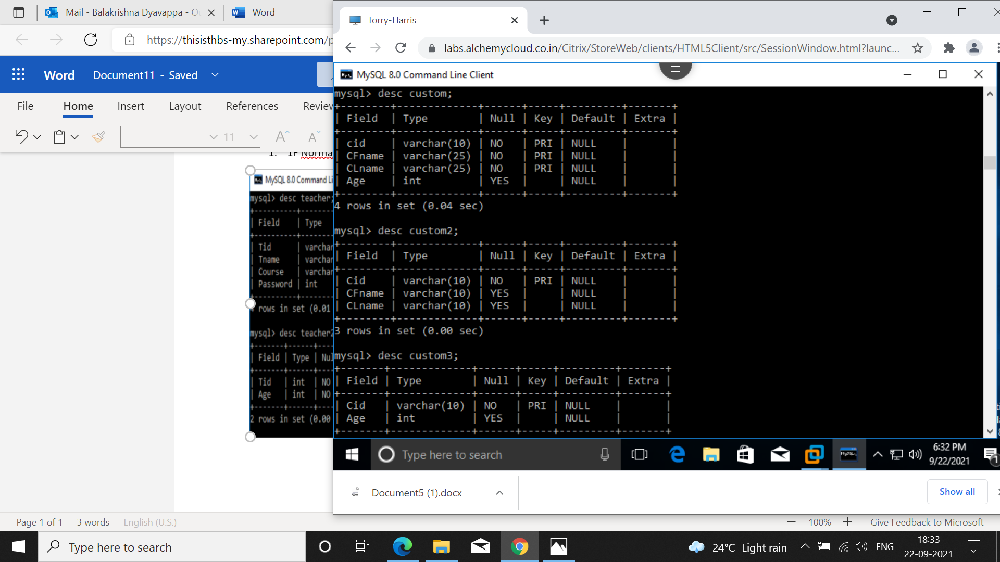 Mail - Balakrishna Dyavappa - Ou
Word
https://thisisthbs-my.sharepoint.com/p
Word
Document11 - Saved
File Home Insert Layout References Review
11
1. 1F Norma
MySQL 8.0 Command Li
mysql> desc teacher;
| Field | Type
| Tid | varchar
| Tname | varchar
| Course | varchar
| Password | int
rows in set (0.01
mysql> desc teacher2
| Field | Type | Nul
| Tid | int | NO
| Age | int | NO
2 rows in set (0.00
Page 1 of 1 3 words English (U.S.)
100% Give Feedback to Microsoft
Torry-Harris
labs.alchemycloud.co.in/Citrix/StoreWeb/clients/HTML5Client/src/SessionWindow.html?launc...
MySQL 8.0 Command Line Client
mysql> desc custom;
+--------+-------------+------+-----+---------+-------+
| Field | Type | Null | Key | Default | Extra |
+--------+-------------+------+-----+---------+-------+
| cid | varchar(10) | NO | PRI | NULL | |
| CFname | varchar(25) | NO | PRI | NULL | |
| CLname | varchar(25) | NO | PRI | NULL | |
| Age | int | YES | | NULL | |
+--------+-------------+------+-----+---------+-------+
4 rows in set (0.04 sec)
mysql> desc custom2;
+--------+-------------+------+-----+---------+-------+
| Field | Type | Null | Key | Default | Extra |
+--------+-------------+------+-----+---------+-------+
| Cid | varchar(10) | NO | PRI | NULL | |
| CFname | varchar(10) | YES | | NULL | |
| CLname | varchar(10) | YES | | NULL | |
+--------+-------------+------+-----+---------+-------+
3 rows in set (0.00 sec)
mysql> desc custom3;
+-------+-------------+------+-----+---------+-------+
| Field | Type | Null | Key | Default | Extra |
+-------+-------------+------+-----+---------+-------+
| Cid | varchar(10) | NO | PRI | NULL | |
| Age | int | YES | | NULL | |
+-------+-------------+------+-----+---------+-------+
Type here to search
6:32 PM
9/22/2021
1
Document5 (1).docx
Show all
Type here to search
24°C Light rain
ENG
18:33
22-09-2021